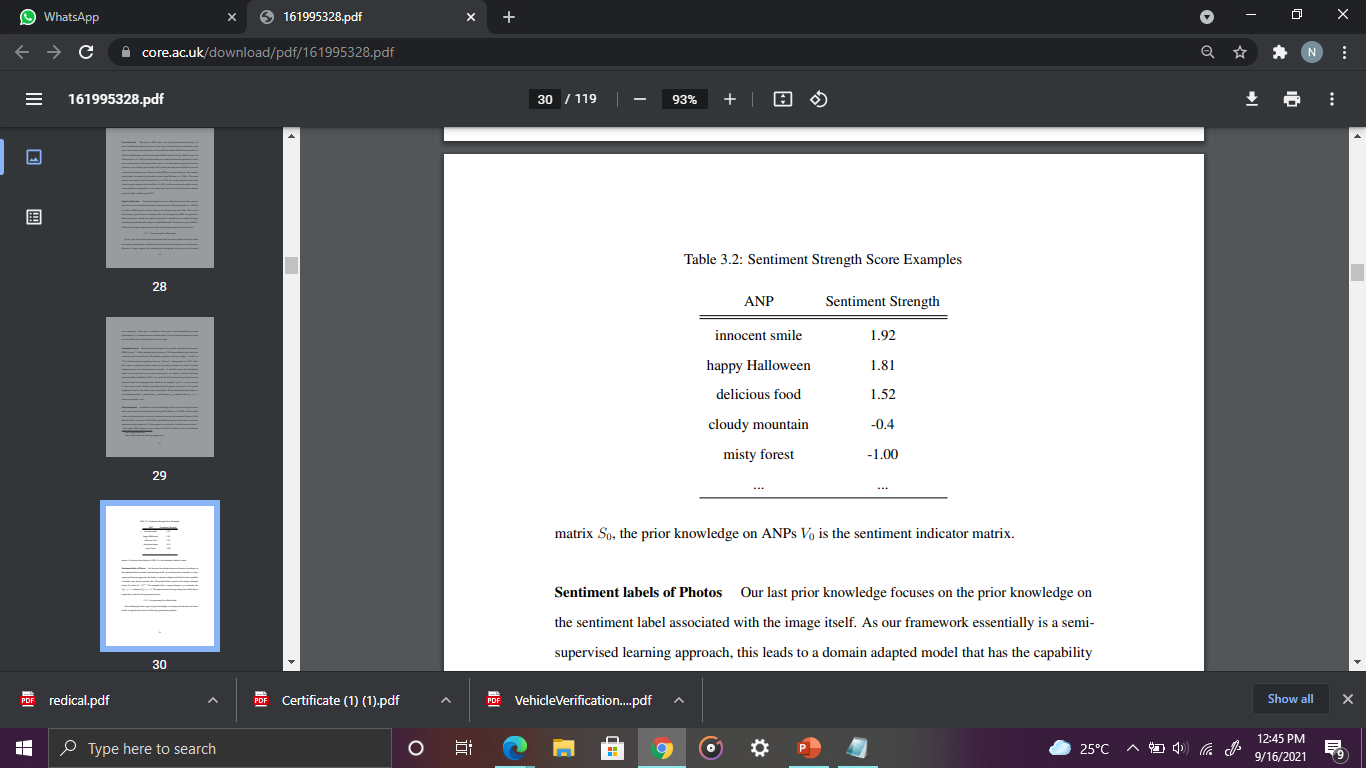 WhatsApp
161995328.pdf
core.ac.uk/download/pdf/161995328.pdf
N
161995328.pdf
30 / 119
93%
28
29
30
Table 3.2: Sentiment Strength Score Examples
ANP Sentiment Strength
innocent smile 1.92
happy Halloween 1.81
delicious food 1.52
cloudy mountain -0.4
misty forest -1.00
... ...
matrix S₀, the prior knowledge on ANPs V₀ is the sentiment indicator matrix.
Sentiment labels of Photos Our last prior knowledge focuses on the prior knowledge on
the sentiment label associated with the image itself. As our framework essentially is a semi-
supervised learning approach, this leads to a domain adapted model that has the capability
PDF redical.pdf
PDF Certificate (1) (1).pdf
PDF VehicleVerification....pdf
Show all
Type here to search
25°C
12:45 PM
9/16/2021
9